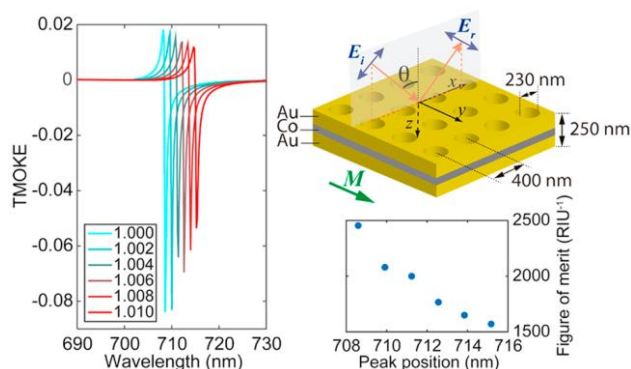 0.02
0
-0.02
-0.04
-0.06
-0.08
TMOKE
1.000
1.002
1.004
1.006
1.008
1.010
690 700 710 720 730
Wavelength (nm)
E_i
E_r
θ
x
y
z
230 nm
Au
Co
Au
250 nm
400 nm
M
2500
2000
1500
Figure of merit (RIU⁻¹)
708 710 712 714 716
Peak position (nm)